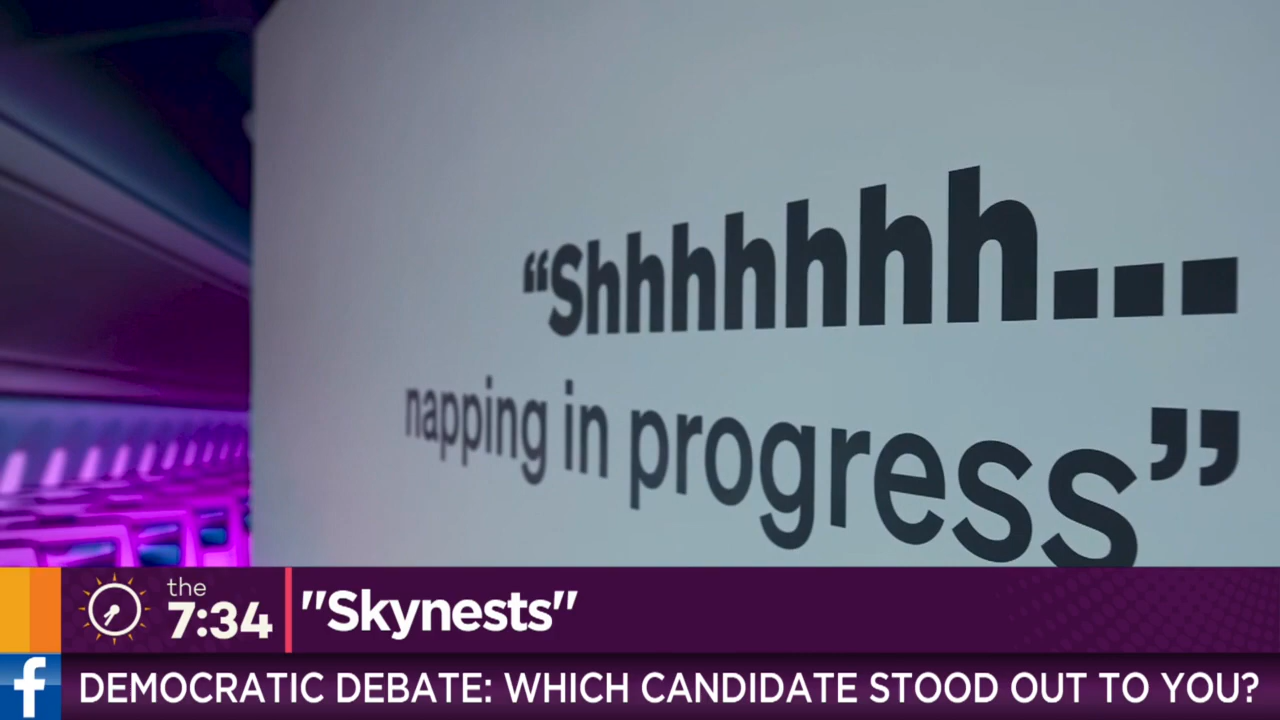 “Shhhhhhh...
napping in progress”
the
7:34
"Skynests"
f
DEMOCRATIC DEBATE: WHICH CANDIDATE STOOD OUT TO YOU?